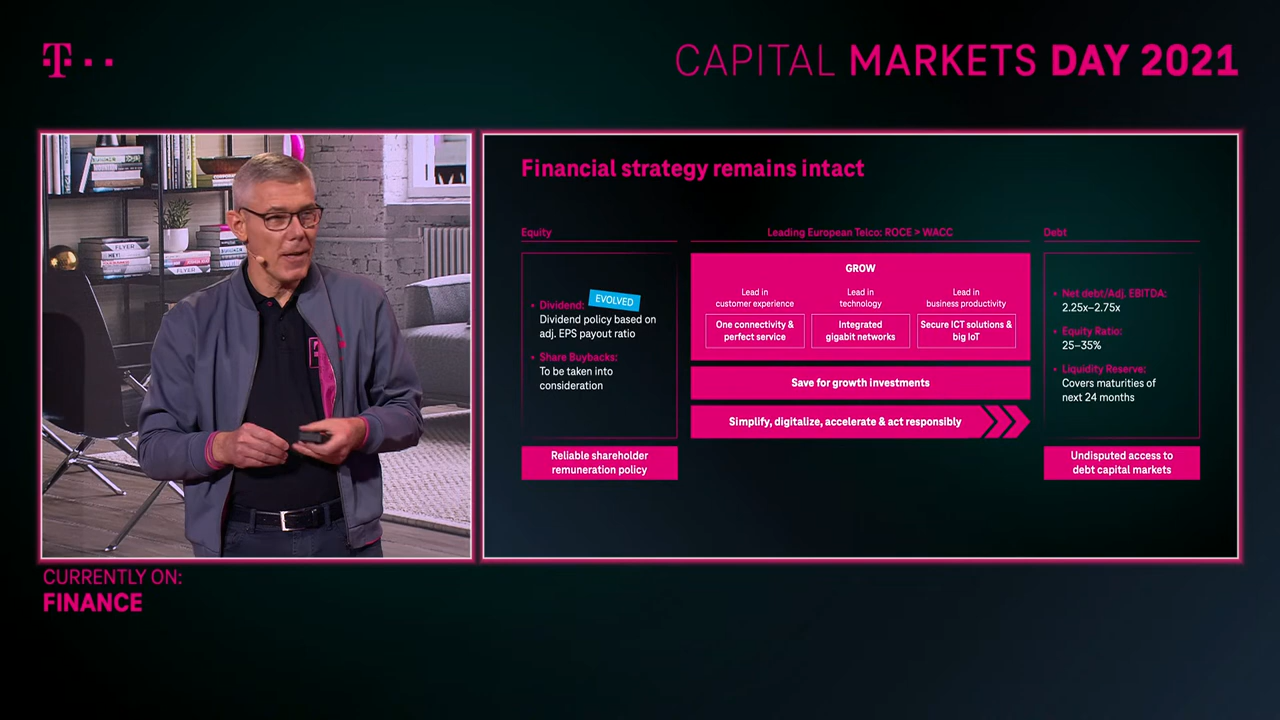 T
CAPITAL MARKETS DAY 2021
FLYER
HEY!
FLYER
Financial strategy remains intact
Equity
• Dividend:
EVOLVED
Dividend policy based on
adj. EPS payout ratio
• Share Buybacks:
To be taken into
consideration
Reliable shareholder
remuneration policy
Leading European Telco: ROCE > WACC
GROW
Lead in
customer experience
One connectivity &
perfect service
Lead in
technology
Integrated
gigabit networks
Lead in
business productivity
Secure ICT solutions &
big IoT
Save for growth investments
Simplify, digitalize, accelerate & act responsibly
Debt
• Net debt/Adj. EBITDA:
2.25x–2.75x
• Equity Ratio:
25–35%
• Liquidity Reserve:
Covers maturities of
next 24 months
Undisputed access to
debt capital markets
CURRENTLY ON:
FINANCE